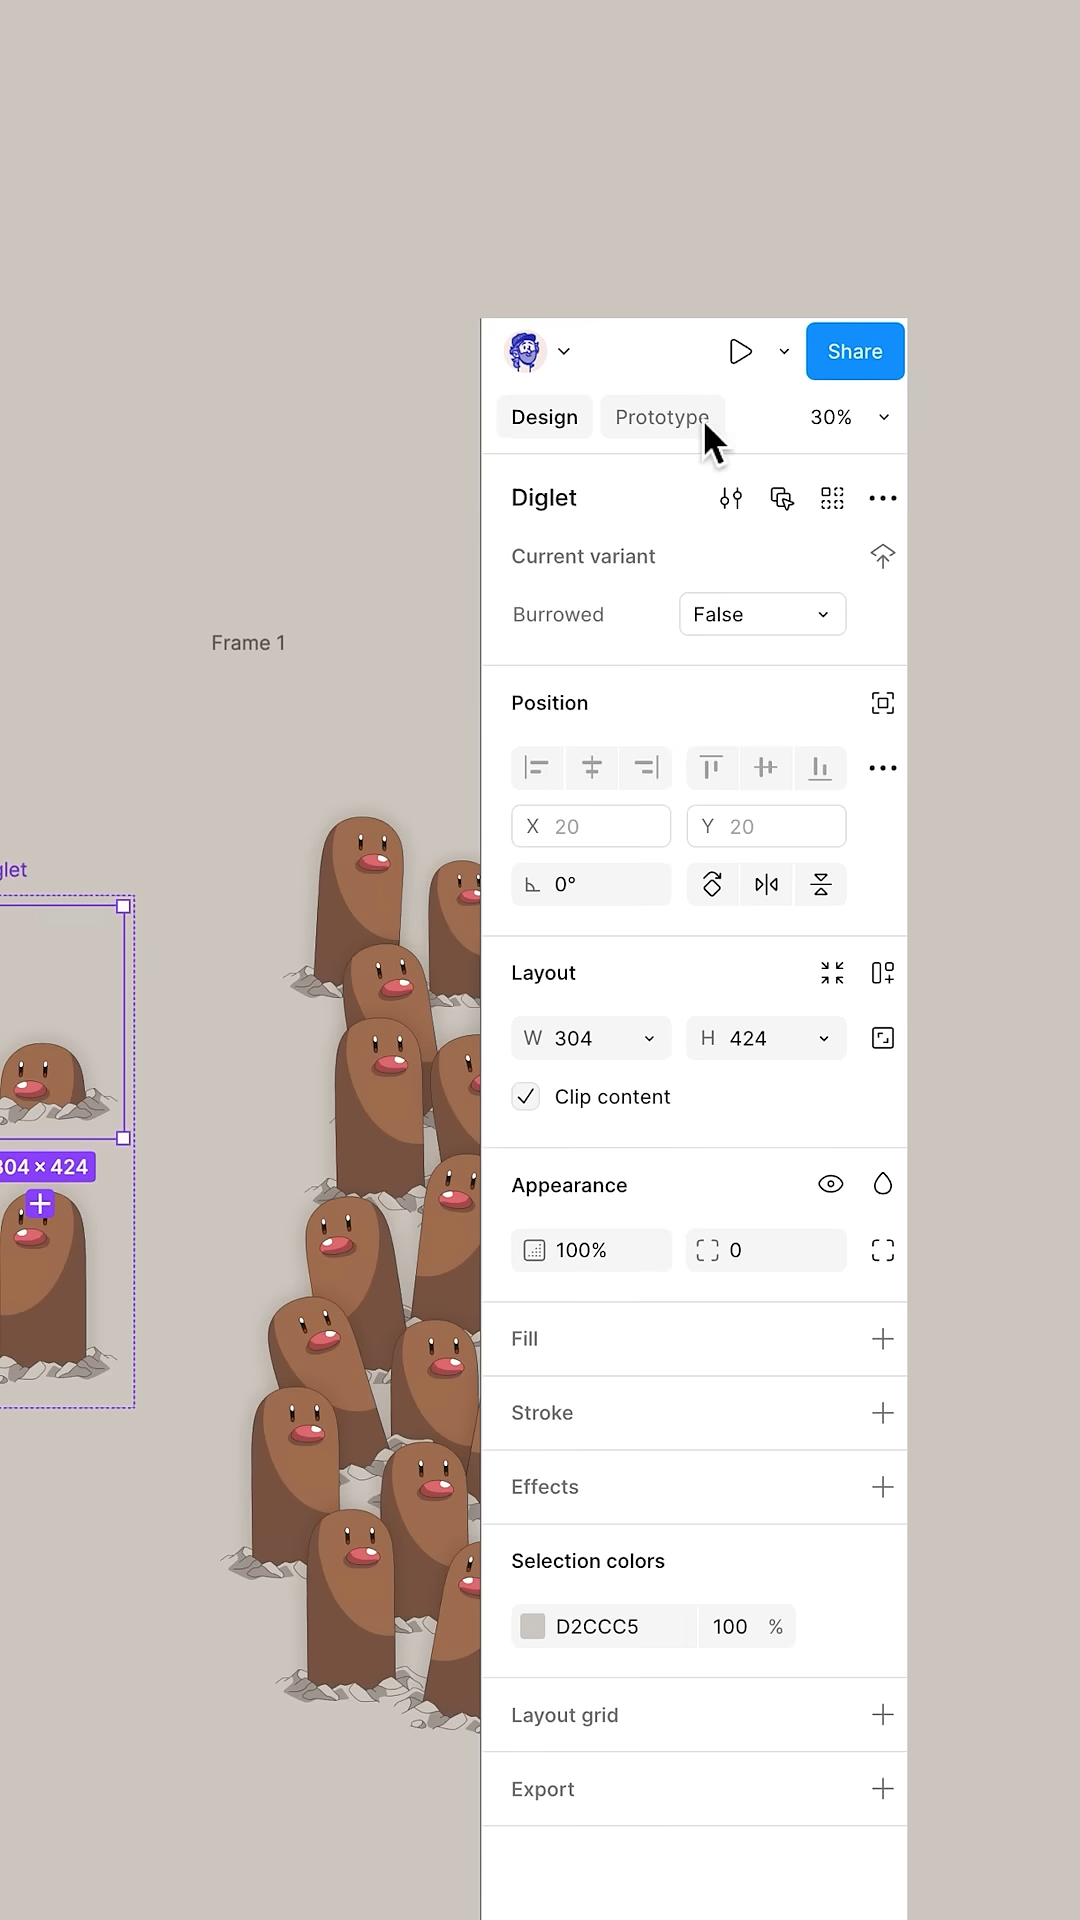 Share
Design
Prototype
30%
Diglet
Current variant
Burrowed
False
Frame 1
Position
X 20
Y 20
0°
glet
Layout
W 304
H 424
Clip content
304 × 424
Appearance
100%
0
Fill
Stroke
Effects
Selection colors
D2CCC5
100 %
Layout grid
Export